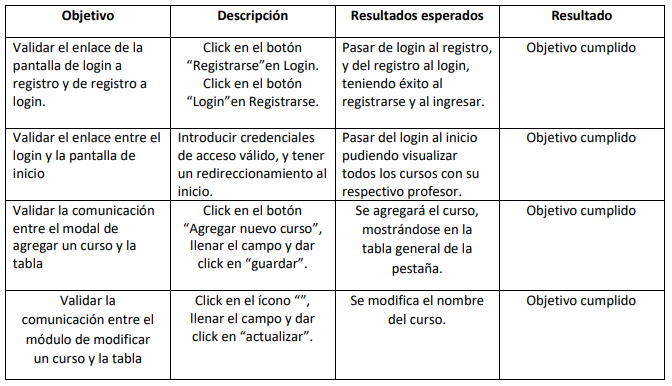 Objetivo
Descripción
Resultados esperados
Resultado
Validar el enlace de la
pantalla de login a
registro y de registro a
login.
Click en el botón
“Registrarse”en Login.
Click en el botón
“Login”en Registrarse.
Pasar de login al registro,
y del registro al login,
teniendo éxito al
registrarse y al ingresar.
Objetivo cumplido
Validar el enlace entre el
login y la pantalla de
inicio
Introducir credenciales
de acceso válido, y tener
un redireccionamiento al
inicio.
Pasar del login al inicio
pudiendo visualizar
todos los cursos con su
respectivo profesor.
Objetivo cumplido
Validar la comunicación
entre el modal de
agregar un curso y la
tabla
Click en el botón
“Agregar nuevo curso”,
llenar el campo y dar
click en “guardar”.
Se agregará el curso,
mostrándose en la
tabla general de la
pestaña.
Objetivo cumplido
Validar la
comunicación entre el
módulo de modificar
un curso y la tabla
Click en el ícono “”,
llenar el campo y dar
click en “actualizar”.
Se modifica el nombre
del curso.
Objetivo cumplido